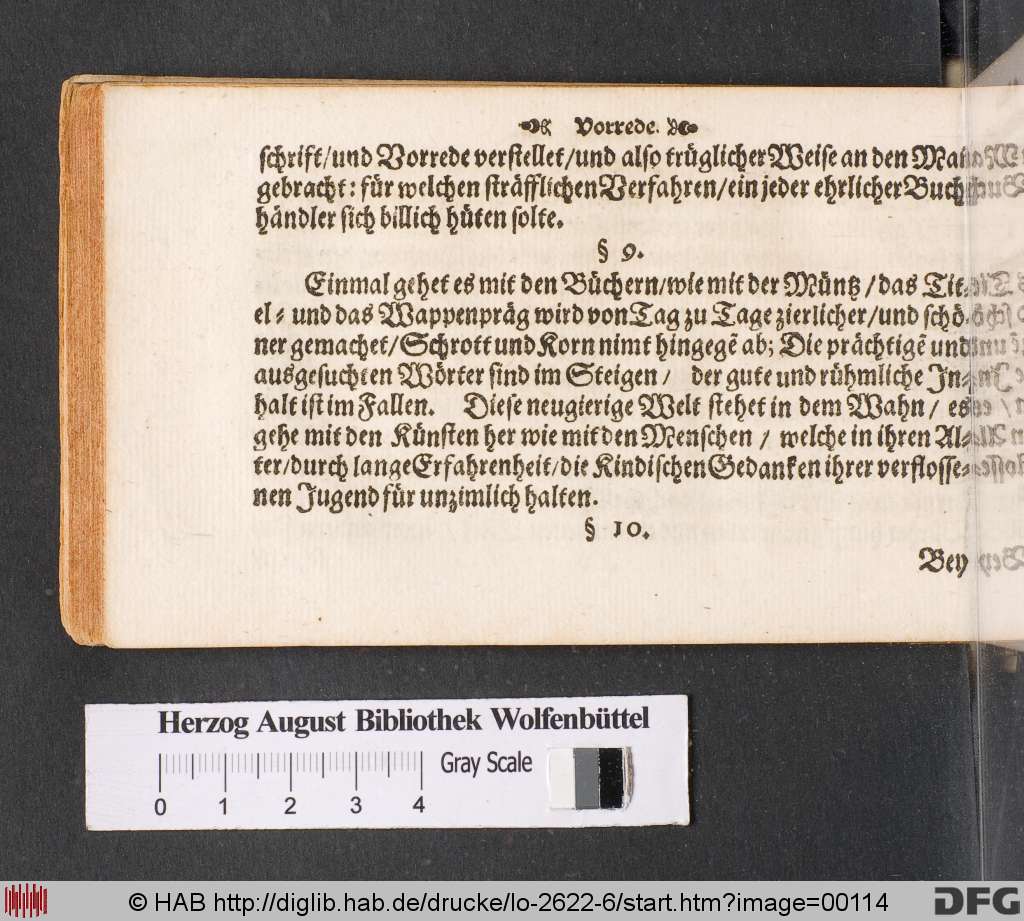 Vorrede.
schrift/und Vorrede verstellet/und also trüglicher Weise an den Mann
gebracht: für welchen sträfflichen Verfahren/ein jeder ehrlicher Buch-
händler sich billich hüten solte.
§ 9.
Einmal gehet es mit den Büchern/wie mit der Müntz/das Tit-
el- und das Wappenpräg wird von Tag zu Tage zierlicher/und schö-
ner gemachet/Schrott und Korn nimt hingegẽ ab; Die prächtigẽ und
ausgesuchten Wörter sind im Steigen/ der gute und rühmliche In-
halt ist im Fallen. Diese neugierige Welt stehet in dem Wahn/ es
gehe mit den Künsten her wie mit den Menschen/ welche in ihren Al-
ter/durch lange Erfahrenheit/die Kindischen Gedanken ihrer verflosse-
nen Jugend für unzimlich halten.
§ 10.
Bey
Herzog August Bibliothek Wolfenbüttel
Gray Scale
0 1 2 3 4
© HAB http://diglib.hab.de/drucke/lo-2622-6/start.htm?image=00114
DFG